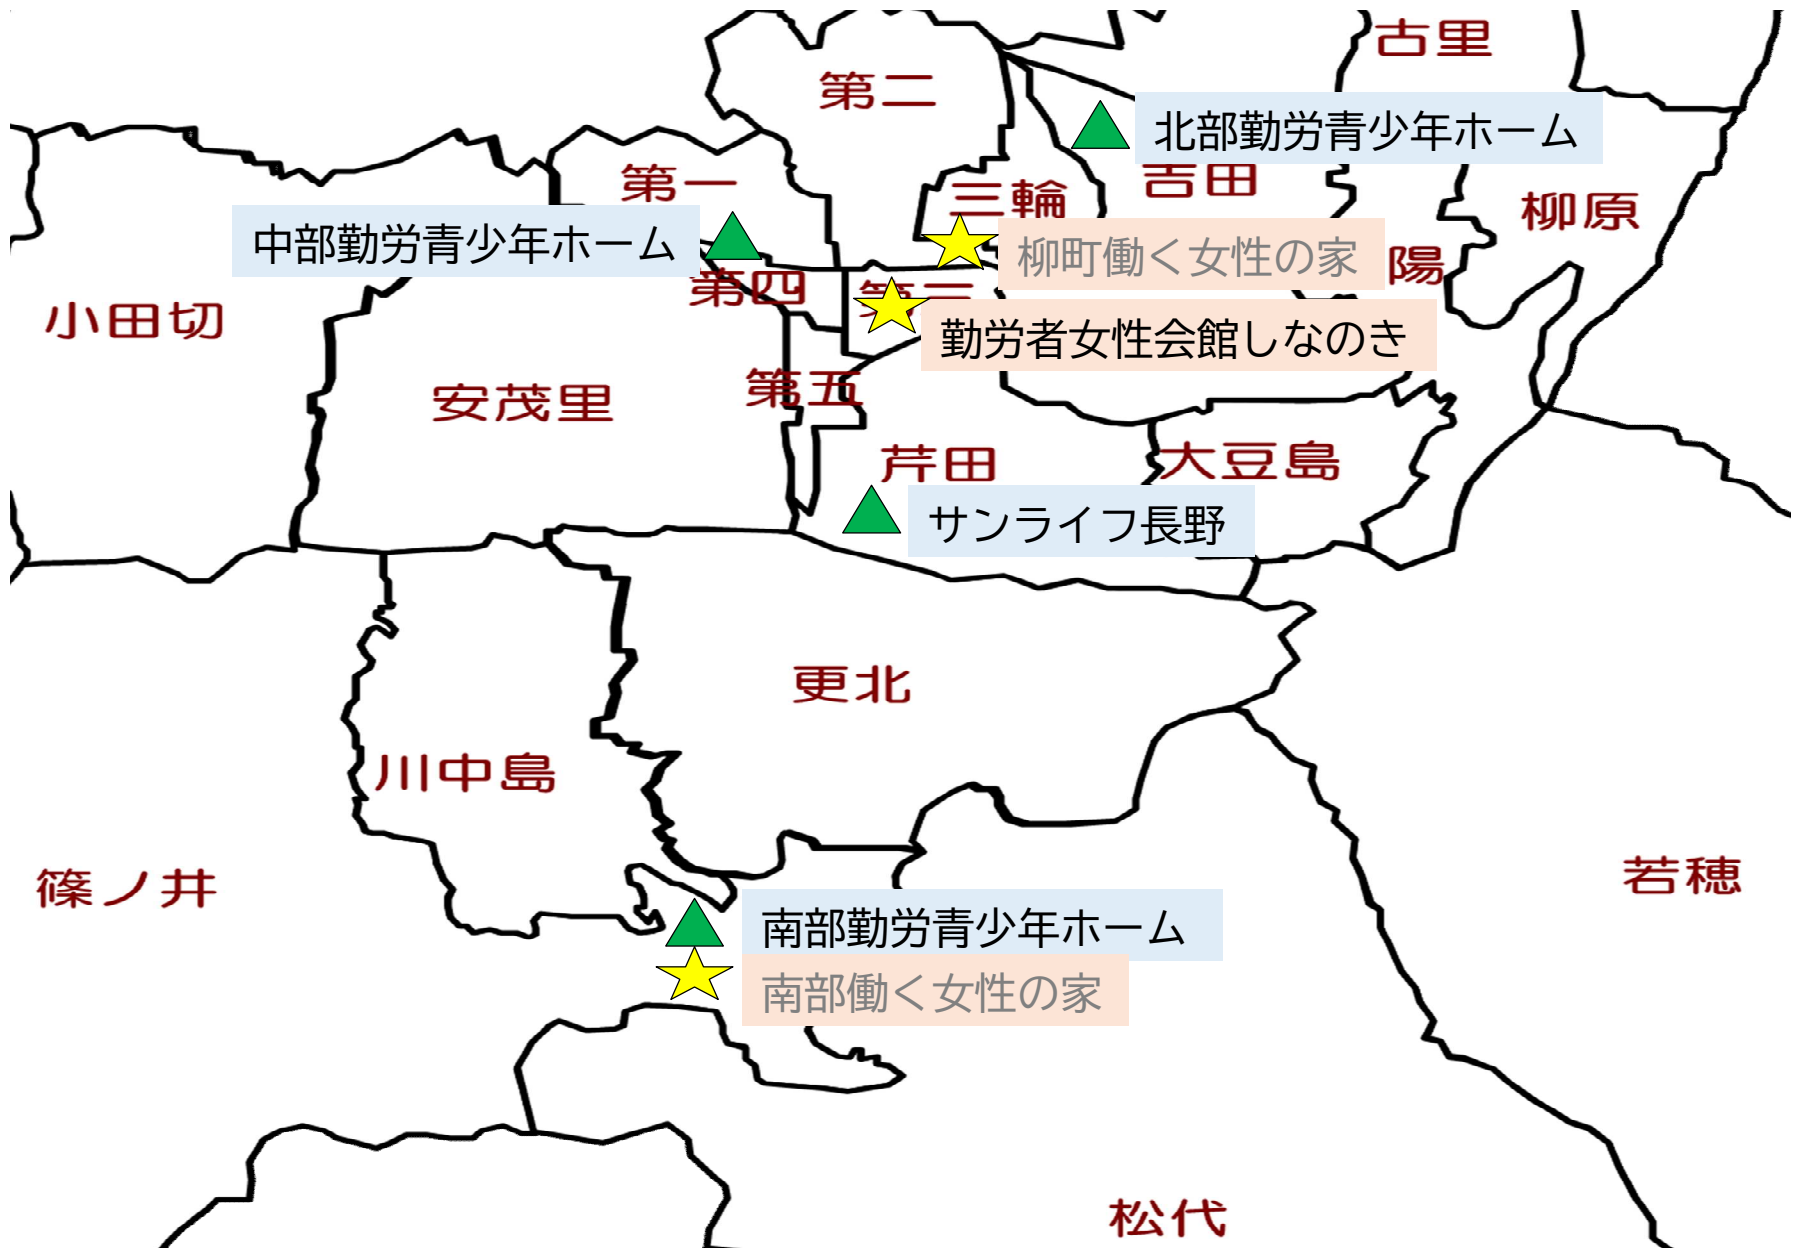 古里
第二
北部勤労青少年ホーム
第一
三輪
吉田
柳原
中部勤労青少年ホーム
柳町働く女性の家
陽
第四
第三
小田切
勤労者女性会館しなのき
第五
安茂里
芹田
大豆島
サンライフ長野
更北
川中島
篠ノ井
若穂
南部勤労青少年ホーム
南部働く女性の家
松代